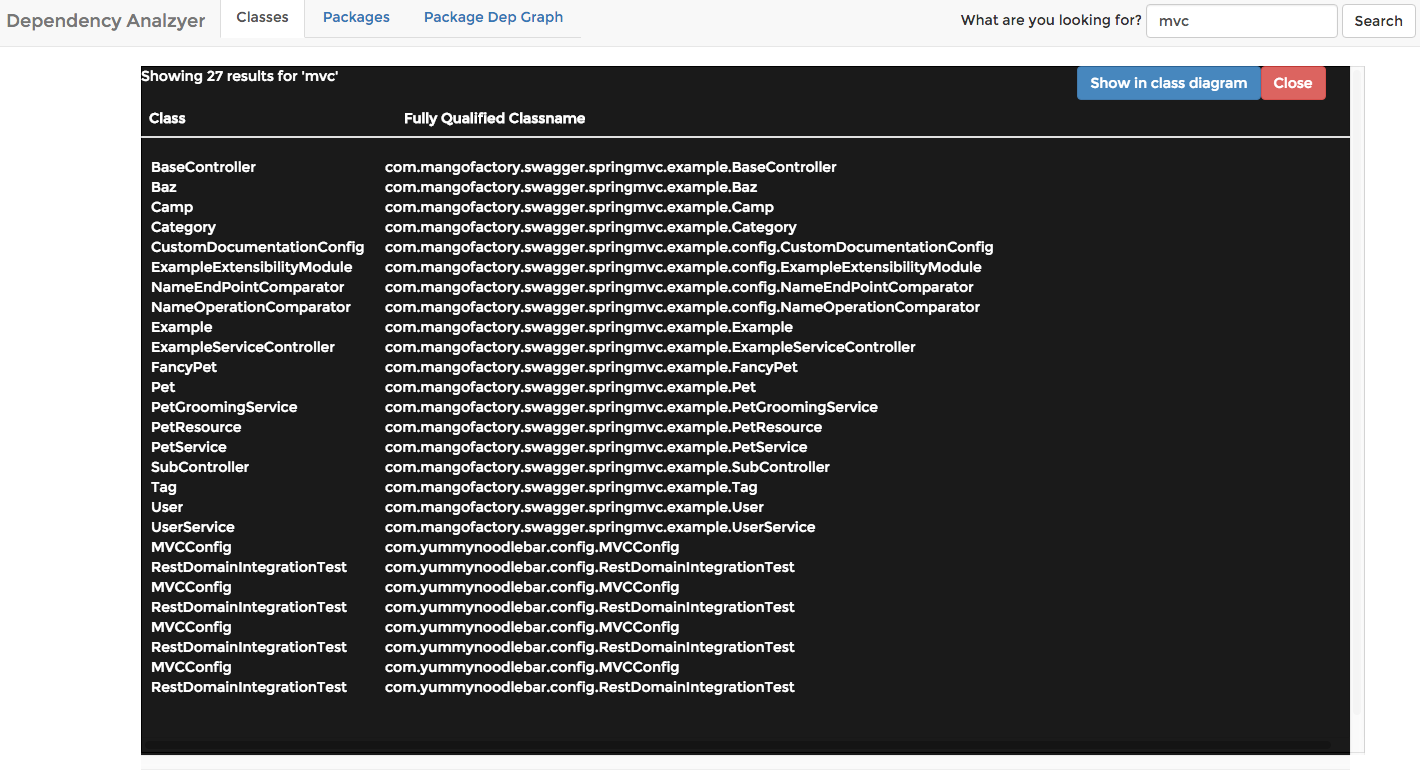 Dependency Analzyer Classes Packages Package Dep Graph What are you looking for? mvc Search
Showing 27 results for 'mvc' Show in class diagram Close
Class Fully Qualified Classname
BaseController com.mangofactory.swagger.springmvc.example.BaseController
Baz com.mangofactory.swagger.springmvc.example.Baz
Camp com.mangofactory.swagger.springmvc.example.Camp
Category com.mangofactory.swagger.springmvc.example.Category
CustomDocumentationConfig com.mangofactory.swagger.springmvc.example.config.CustomDocumentationConfig
ExampleExtensibilityModule com.mangofactory.swagger.springmvc.example.config.ExampleExtensibilityModule
NameEndPointComparator com.mangofactory.swagger.springmvc.example.config.NameEndPointComparator
NameOperationComparator com.mangofactory.swagger.springmvc.example.config.NameOperationComparator
Example com.mangofactory.swagger.springmvc.example.Example
ExampleServiceController com.mangofactory.swagger.springmvc.example.ExampleServiceController
FancyPet com.mangofactory.swagger.springmvc.example.FancyPet
Pet com.mangofactory.swagger.springmvc.example.Pet
PetGroomingService com.mangofactory.swagger.springmvc.example.PetGroomingService
PetResource com.mangofactory.swagger.springmvc.example.PetResource
PetService com.mangofactory.swagger.springmvc.example.PetService
SubController com.mangofactory.swagger.springmvc.example.SubController
Tag com.mangofactory.swagger.springmvc.example.Tag
User com.mangofactory.swagger.springmvc.example.User
UserService com.mangofactory.swagger.springmvc.example.UserService
MVCConfig com.yummynoodlebar.config.MVCConfig
RestDomainIntegrationTest com.yummynoodlebar.config.RestDomainIntegrationTest
MVCConfig com.yummynoodlebar.config.MVCConfig
RestDomainIntegrationTest com.yummynoodlebar.config.RestDomainIntegrationTest
MVCConfig com.yummynoodlebar.config.MVCConfig
RestDomainIntegrationTest com.yummynoodlebar.config.RestDomainIntegrationTest
MVCConfig com.yummynoodlebar.config.MVCConfig
RestDomainIntegrationTest com.yummynoodlebar.config.RestDomainIntegrationTest